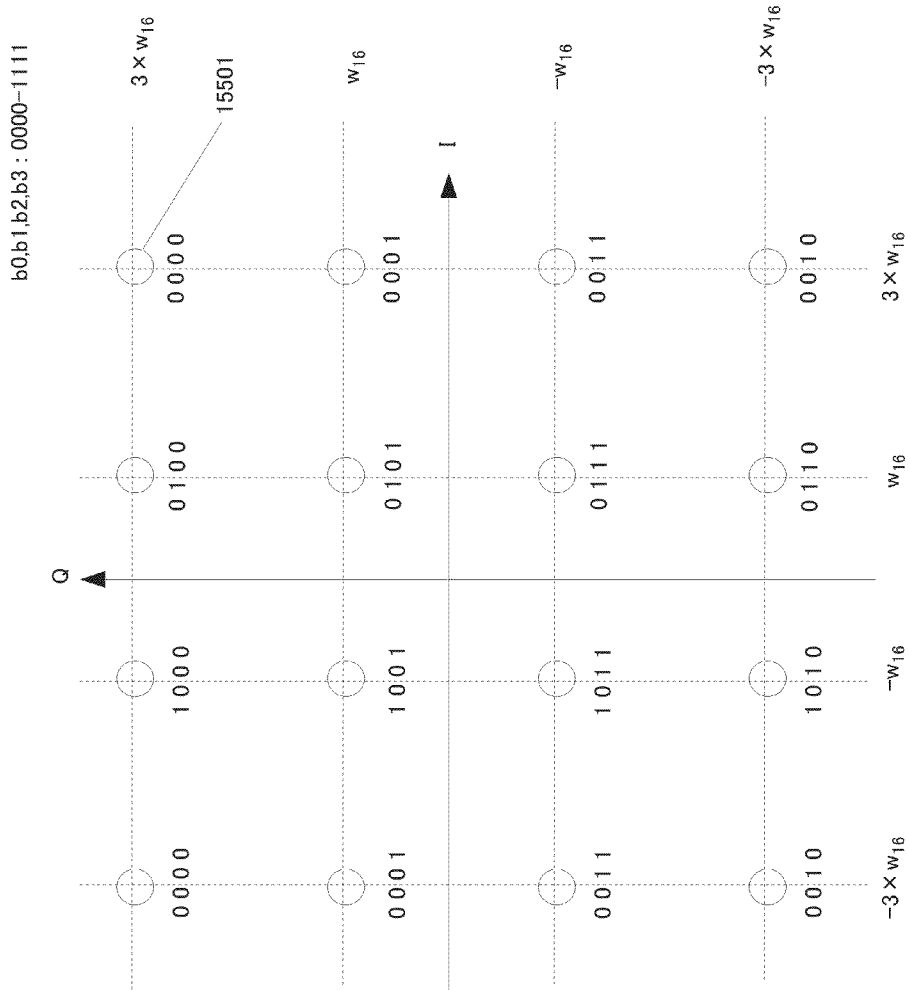 b0,b1,b2,b3 : 0000-1111
Q
3 × w16
15501
0 0 0 0
1 0 0 0
0 1 0 0
0 0 0 0
w16
0 0 0 1
1 0 0 1
0 1 0 1
0 0 0 1
I
-w16
0 0 1 1
1 0 1 1
0 1 1 1
0 0 1 1
-3 × w16
0 0 1 0
1 0 1 0
0 1 1 0
0 0 1 0
-3 × w16
-w16
w16
3 × w16